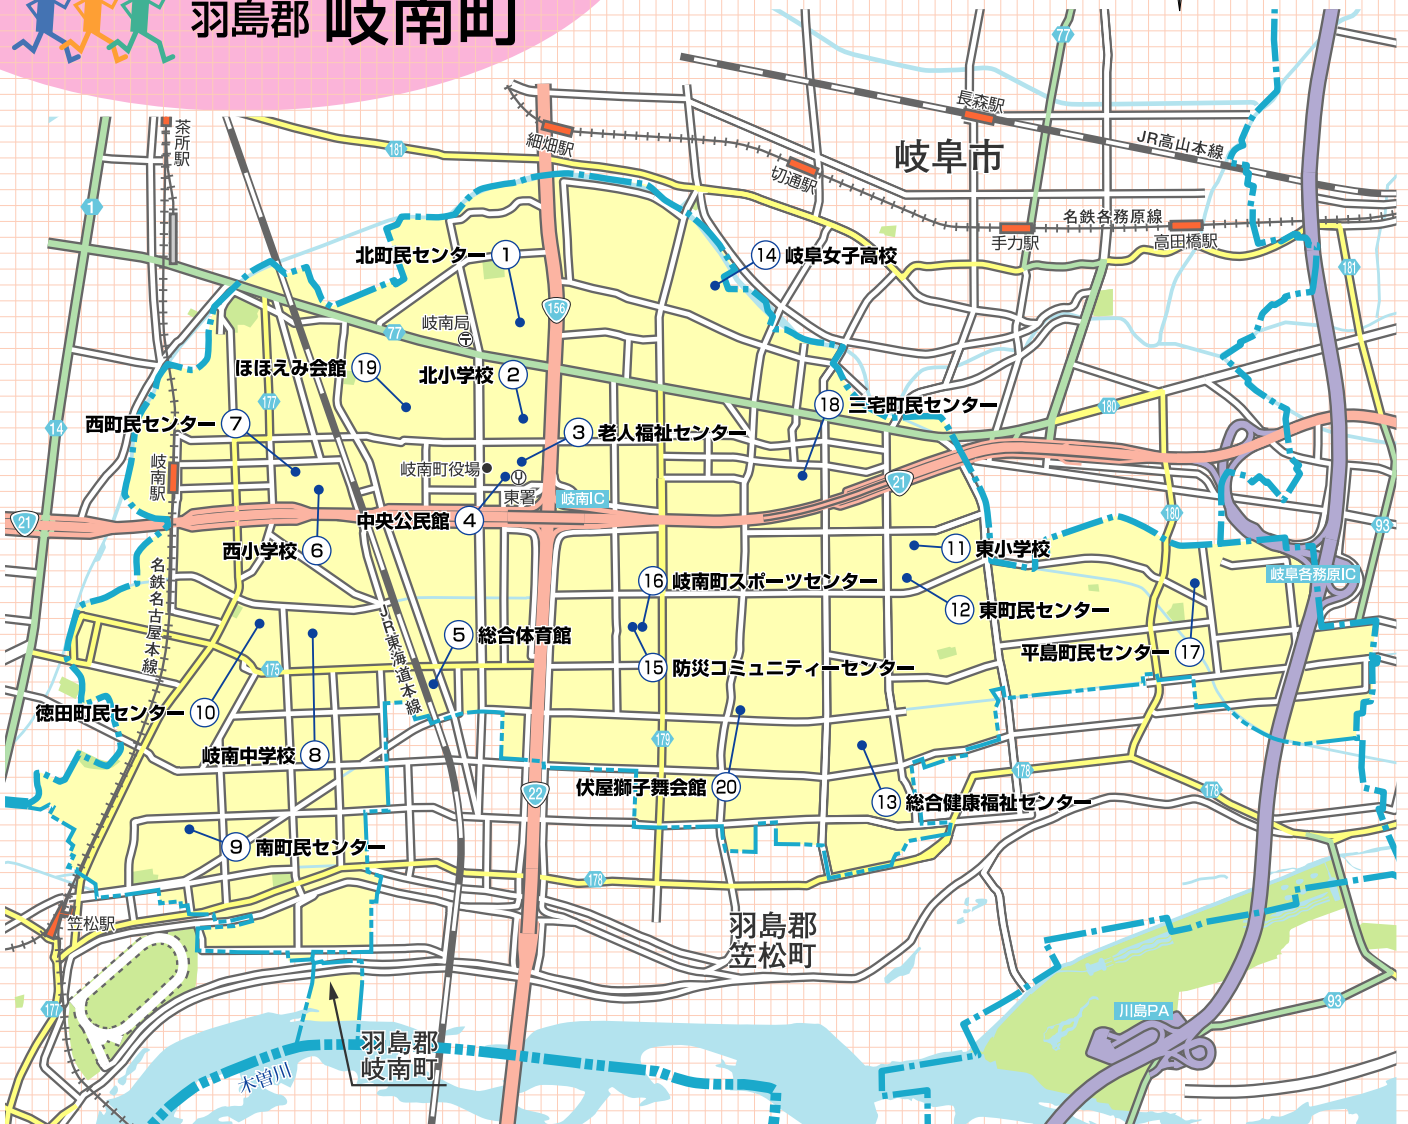 羽島郡 岐南町
77
長森駅
JR高山本線
茶所駅
細畑駅
181
切通駅
岐阜市
1
名鉄各務原線
手力駅
高田橋駅
北町民センター 1
14 岐阜女子高校
181
156
岐南局
77
ほほえみ会館 19
北小学校 2
177
18 三宅町民センター
180
西町民センター 7
14
3 老人福祉センター
岐南駅
岐南町役場
東署
岐南IC
21
21
180
93
中央公民館 4
西小学校 6
11 東小学校
名鉄名古屋本線
16 岐南町スポーツセンター
岐阜各務原IC
12 東町民センター
JR東海道本線
5 総合体育館
平島町民センター 17
175
15 防災コミュニティーセンター
徳田町民センター 10
岐南中学校 8
179
178
伏屋獅子舞会館 20
22
178
13 総合健康福祉センター
9 南町民センター
178
笠松駅
羽島郡
笠松町
177
93
川島PA
羽島郡
岐南町
木曽川